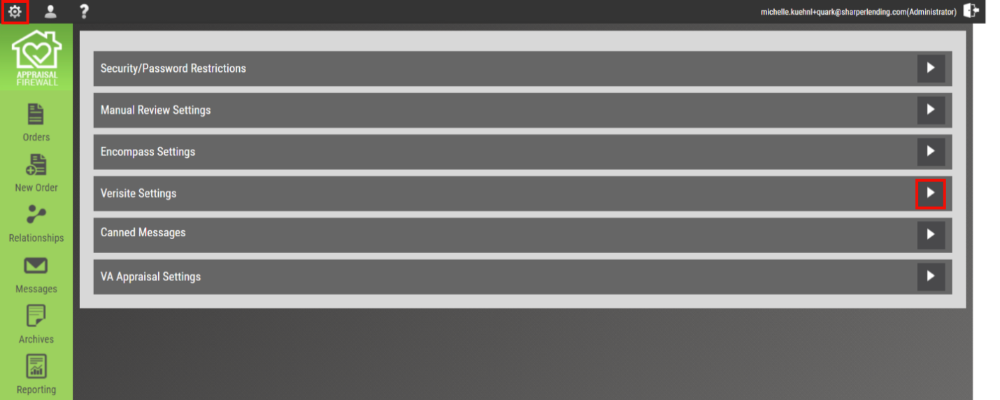 ?
michelle.kuehnl+quark@sharperlending.com(Administrator)
APPRAISAL
FIREWALL
Orders
New Order
Relationships
Messages
Archives
Reporting
Security/Password Restrictions
Manual Review Settings
Encompass Settings
Verisite Settings
Canned Messages
VA Appraisal Settings